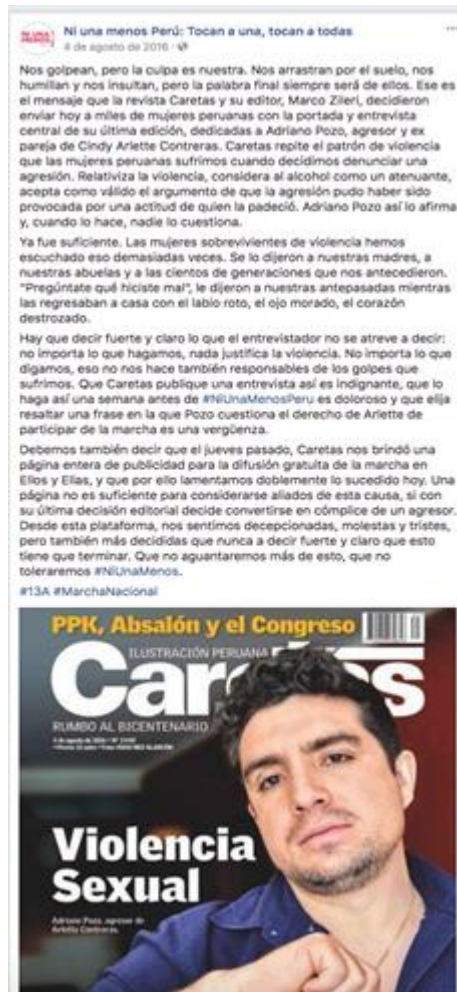 NI UNA MENOS
Ni una menos Perú: Tocan a una, tocan a todas
4 de agosto de 2016
Nos golpean, pero la culpa es nuestra. Nos arrastran por el suelo, nos
humillan y nos insultan, pero la palabra final siempre será de ellos. Ese es
el mensaje que la revista Caretas y su editor, Marco Zileri, decidieron
enviar hoy a miles de mujeres peruanas con la portada y entrevista
central de su última edición, dedicadas a Adriano Pozo, agresor y ex
pareja de Cindy Arlette Contreras. Caretas repite el patrón de violencia
que las mujeres peruanas sufrimos cuando decidimos denunciar una
agresión. Relativiza la violencia, considera al alcohol como un atenuante,
acepta como válido el argumento de que la agresión pudo haber sido
provocada por una actitud de quien la padeció. Adriano Pozo así lo afirma
y, cuando lo hace, nadie lo cuestiona.
Ya fue suficiente. Las mujeres sobrevivientes de violencia hemos
escuchado eso demasiadas veces. Se lo dijeron a nuestras madres, a
nuestras abuelas y a las cientos de generaciones que nos antecedieron.
"Pregúntate qué hiciste mal", le dijeron a nuestras antepasadas mientras
las regresaban a casa con el labio roto, el ojo morado, el corazón
destrozado.
Hay que decir fuerte y claro lo que el entrevistador no se atreve a decir:
no importa lo que hagamos, nada justifica la violencia. No importa lo que
digamos, eso no nos hace también responsables de los golpes que
sufrimos. Que Caretas publique una entrevista así es indignante, que lo
haga así una semana antes de #NiUnaMenosPeru es doloroso y que elija
resaltar una frase en la que Pozo cuestiona el derecho de Arlette de
participar de la marcha es una vergüenza.
Debemos también decir que el jueves pasado, Caretas nos brindó una
página entera de publicidad para la difusión gratuita de la marcha en
Ellos y Ellas, y que por ello lamentamos doblemente lo sucedido hoy. Una
página no es suficiente para considerarse aliados de esta causa, si con
su última decisión editorial decide convertirse en cómplice de un agresor.
Desde esta plataforma, nos sentimos decepcionadas, molestas y tristes,
pero también más decididas que nunca a decir fuerte y claro que esto
tiene que terminar. Que no aguantaremos más de esto, que no
toleraremos #NiUnaMenos.
#13A #MarchaNacional
PPK, Absalón y el Congreso
ILUSTRACIÓN PERUANA
Caretas
RUMBO AL BICENTENARIO
Violencia
Sexual
Adriano Pozo, agresor de
Arlette Contreras.